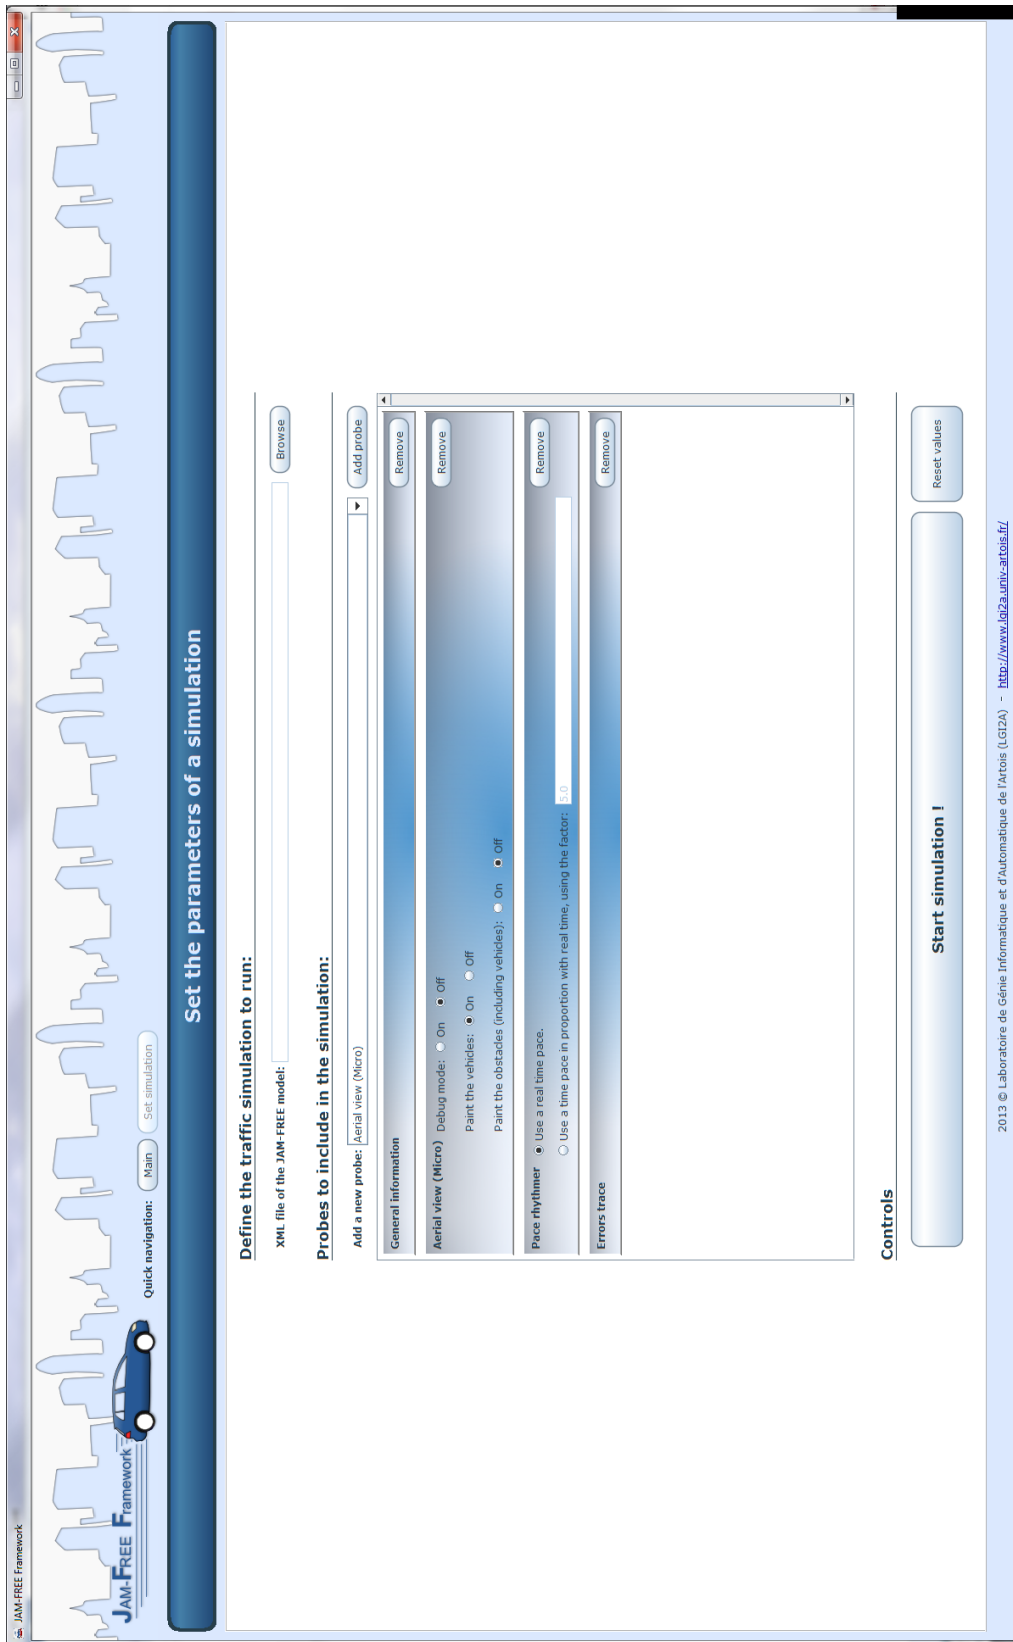 JAM-FREE Framework
JAM-FREE FRAMEWORK
Quick navigation: Main Set simulation
Set the parameters of a simulation
Define the traffic simulation to run:
XML file of the JAM-FREE model: Browse
Probes to include in the simulation:
Add a new probe: Aerial view (Micro) Add probe
General information Remove
Aerial view (Micro) Debug mode: On Off Remove
Paint the vehicles: On Off
Paint the obstacles (including vehicles): On Off
Pace rhythmer Use a real time pace. Remove
Use a time pace in proportion with real time, using the factor: 5.0
Errors trace Remove
Controls
Start simulation ! Reset values
2013 © Laboratoire de Génie Informatique et d'Automatique de l'Artois (LGI2A) - http://www.lgi2a.univ-artois.fr/